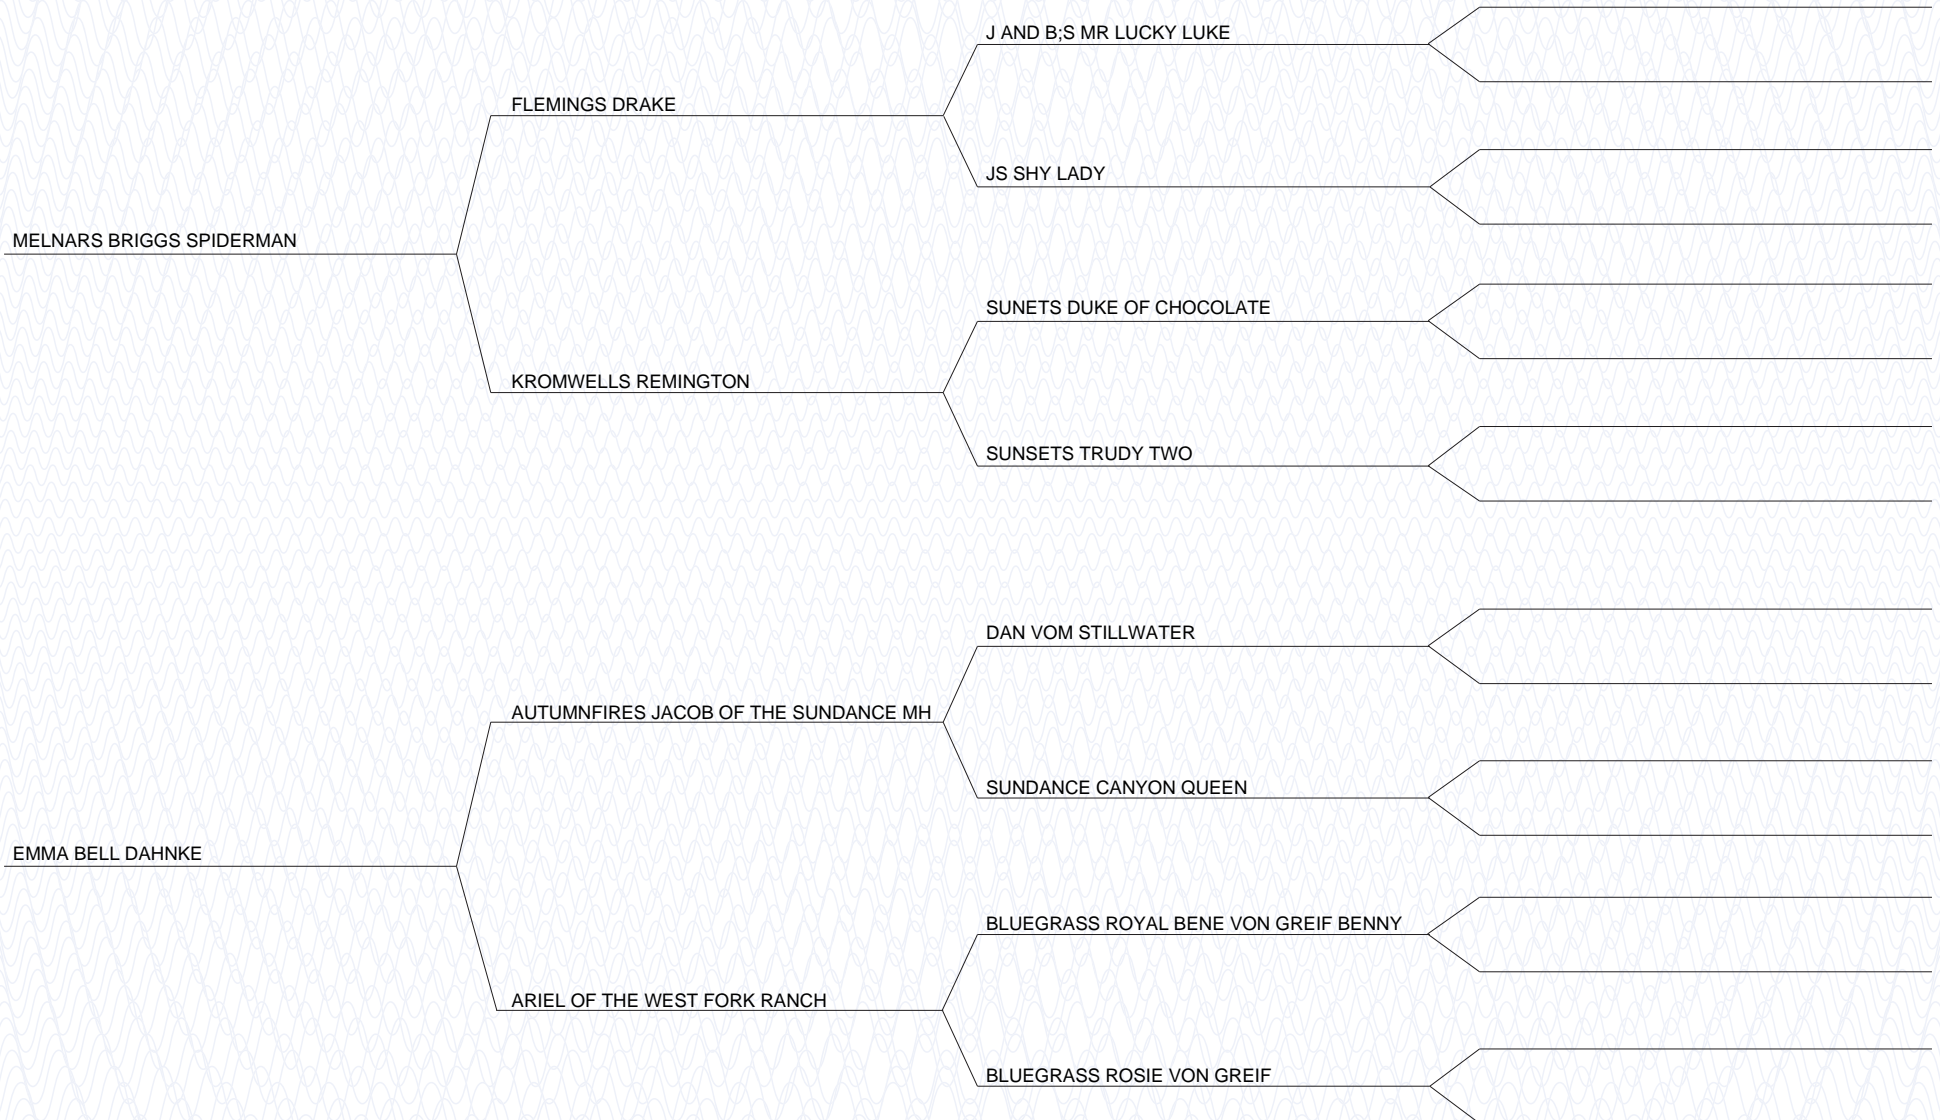 J AND B;S MR LUCKY LUKE
FLEMINGS DRAKE
JS SHY LADY
MELNARS BRIGGS SPIDERMAN
SUNETS DUKE OF CHOCOLATE
KROMWELLS REMINGTON
SUNSETS TRUDY TWO
DAN VOM STILLWATER
AUTUMNFIRES JACOB OF THE SUNDANCE MH
SUNDANCE CANYON QUEEN
EMMA BELL DAHNKE
BLUEGRASS ROYAL BENE VON GREIF BENNY
ARIEL OF THE WEST FORK RANCH
BLUEGRASS ROSIE VON GREIF